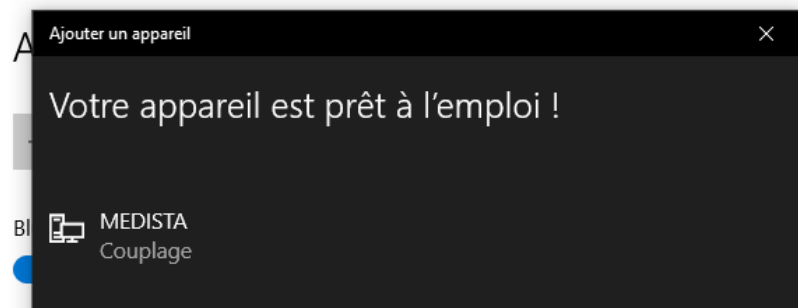 Ajouter un appareil
Votre appareil est prêt à l’emploi !
MEDISTA
Couplage